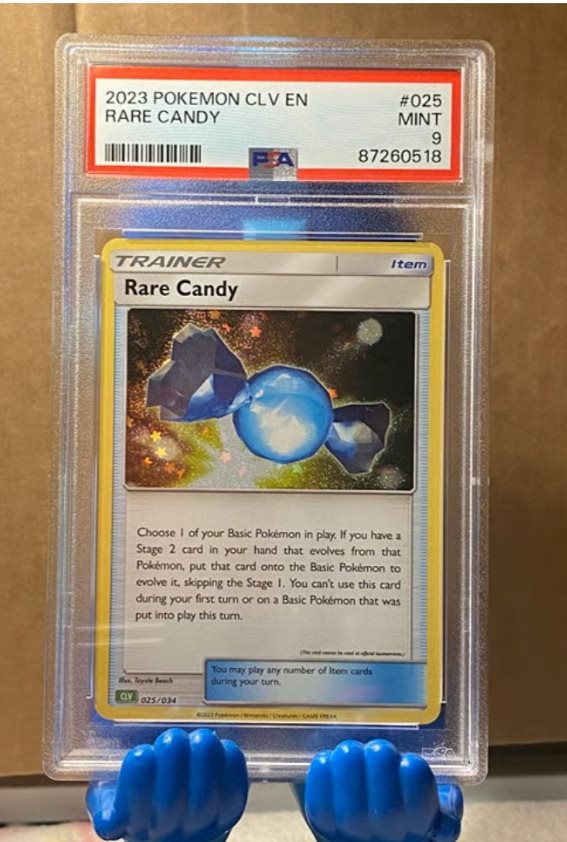 2023 POKEMON CLV EN #025
RARE CANDY MINT
9
PSA 87260518
TRAINER Item
Rare Candy
Choose 1 of your Basic Pokémon in play. If you have a
Stage 2 card in your hand that evolves from that
Pokémon, put that card onto the Basic Pokémon to
evolve it, skipping the Stage 1. You can't use this card
during your first turn or on a Basic Pokémon that was
put into play this turn.
(This card cannot be used at official tournaments.)
You may play any number of Item cards
during your turn.
Illus. Toyste Beach
CLV 025/034
©2023 Pokémon / Nintendo / Creatures / GAME FREAK
PSA